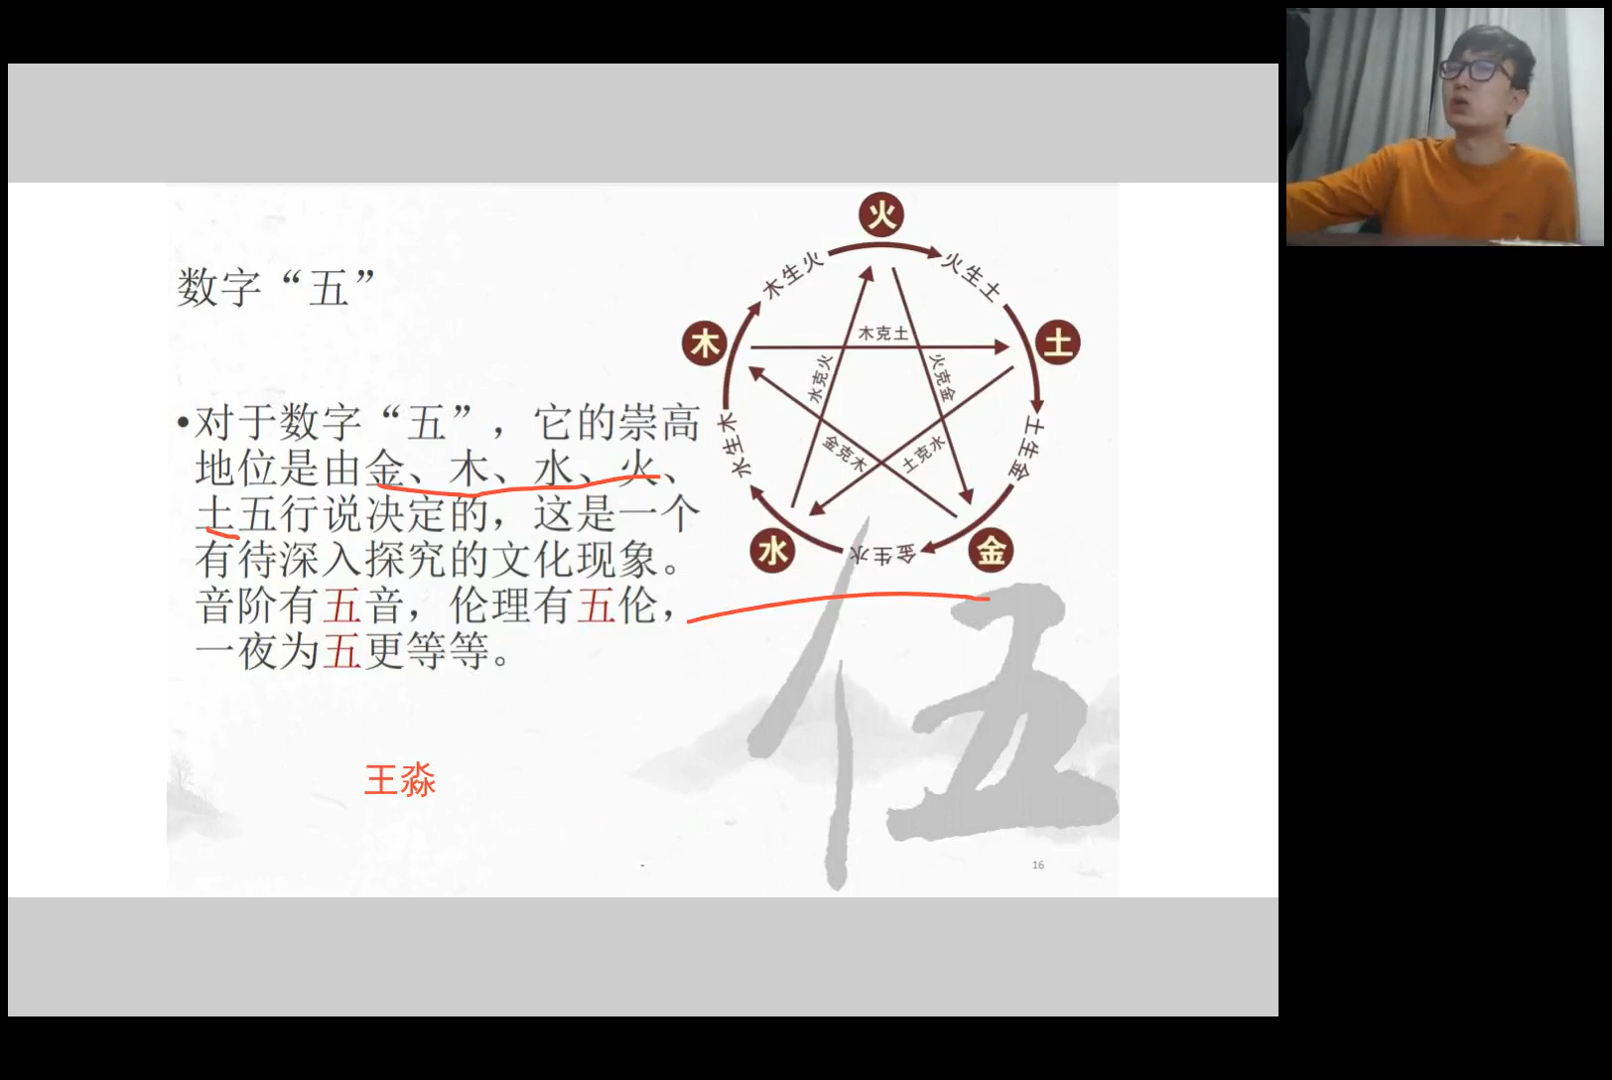 数字“五”
•对于数字“五”，它的崇高
地位是由金、木、水、火、
土五行说决定的，这是一个
有待深入探究的文化现象。
音阶有五音，伦理有五伦，
一夜为五更等等。
王淼
火
木生火
火生土
木
土
木克土
水克火
火克金
水生木
土生金
金克木
土克水
水
金
金生水
伍
16